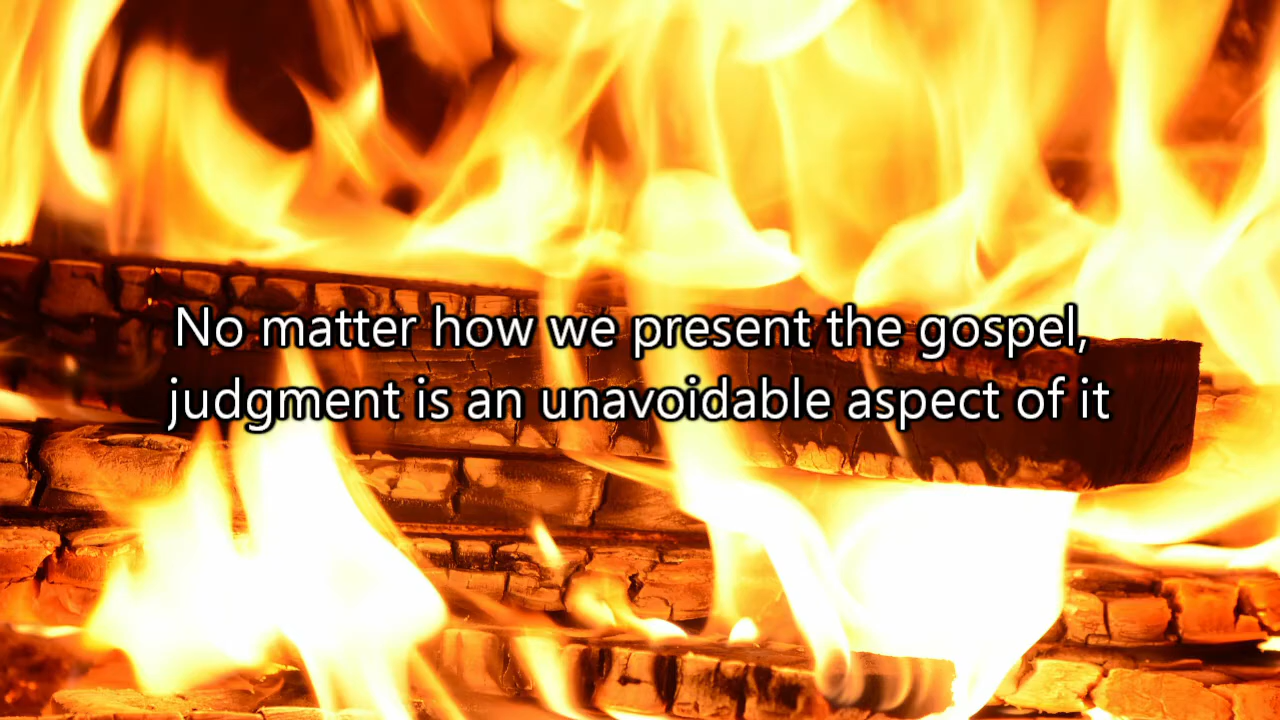 No matter how we present the gospel,
judgment is an unavoidable aspect of it